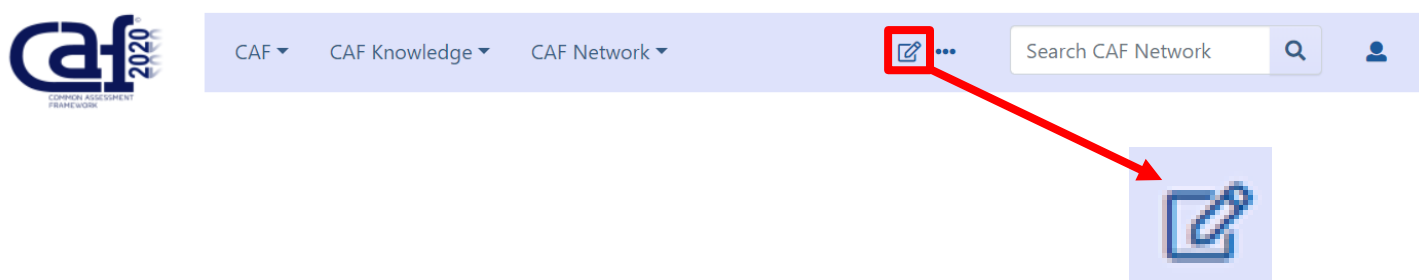 caf 2020
COMMON ASSESSMENT
FRAMEWORK
CAF CAF Knowledge CAF Network Search CAF Network